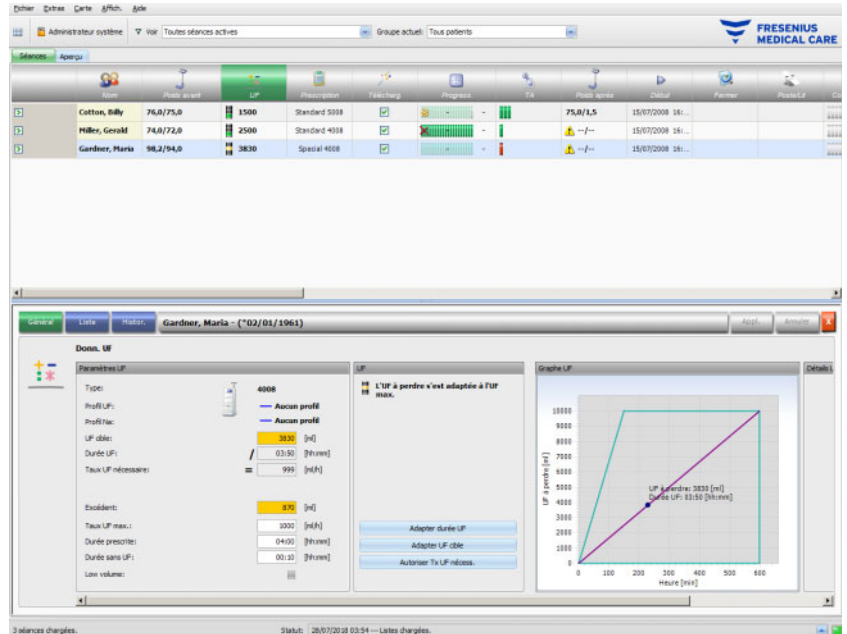 Fichier Extras Carte Affich. Aide
Administrateur système Voir Toutes séances actives Groupe actuel: Tous patients
FRESENIUS
MEDICAL CARE
Séances Aperçu
Nom Poids avant UF Prescription Télécharg Progress. TA Poids après Début Fermer Poste/Lit Co
Cotton, Billy 76,0/75,0 1500 Standard 5008 - - 75,0/1,5 15/07/2008 16:...
Miller, Gerald 74,0/72,0 2500 Standard 4008 - - --/-- 15/07/2008 16:...
Gardner, Maria 98,2/94,0 3830 Special 4008 - - --/-- 15/07/2008 16:...
Général Liste Histor. Gardner, Maria - (*02/01/1961) Appl. Annuler X
Donn. UF
Paramètres UF
Type: 4008
Profil UF: Aucun profil
Profil Na: Aucun profil
UF cible: 3830 [ml]
Durée UF: / 03:50 [hh:mm]
Taux UF nécessaire: = 999 [ml/h]
Excédent: 870 [ml]
Taux UF max.: 1000 [ml/h]
Durée prescrite: 04:00 [hh:mm]
Durée sans UF: 00:10 [hh:mm]
Low volume:
UF
L'UF à perdre s'est adaptée à l'UF
max.
Adapter durée UF
Adapter UF cible
Autoriser Tx UF nécess.
Graphe UF
UF à perdre [ml]
10000
9000
8000
7000
6000
5000
4000
3000
2000
1000
0
UF à perdre: 3830 [ml]
Durée UF: 03:50 [hh:mm]
0 100 200 300 400 500 600
Heure [min]
Détails L
3 séances chargées. Statut: 28/07/2018 03:54 --- Listes chargées.